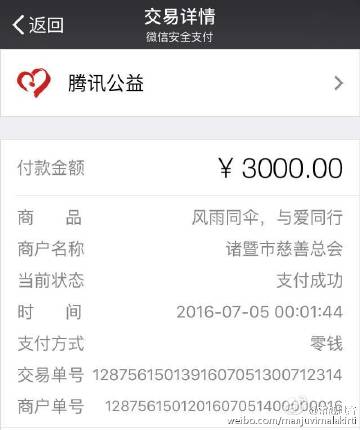 返回
交易详情
微信安全支付
腾讯公益
付款金额 ¥ 3000.00
商品 风雨同伞，与爱同行
商户名称 诸暨市慈善总会
当前状态 支付成功
时间 2016-07-05 00:01:44
支付方式 零钱
交易单号 1287561501391607051300712314
商户单号 1287561501201607051400000016
weibo.com/manjuvimalakirti